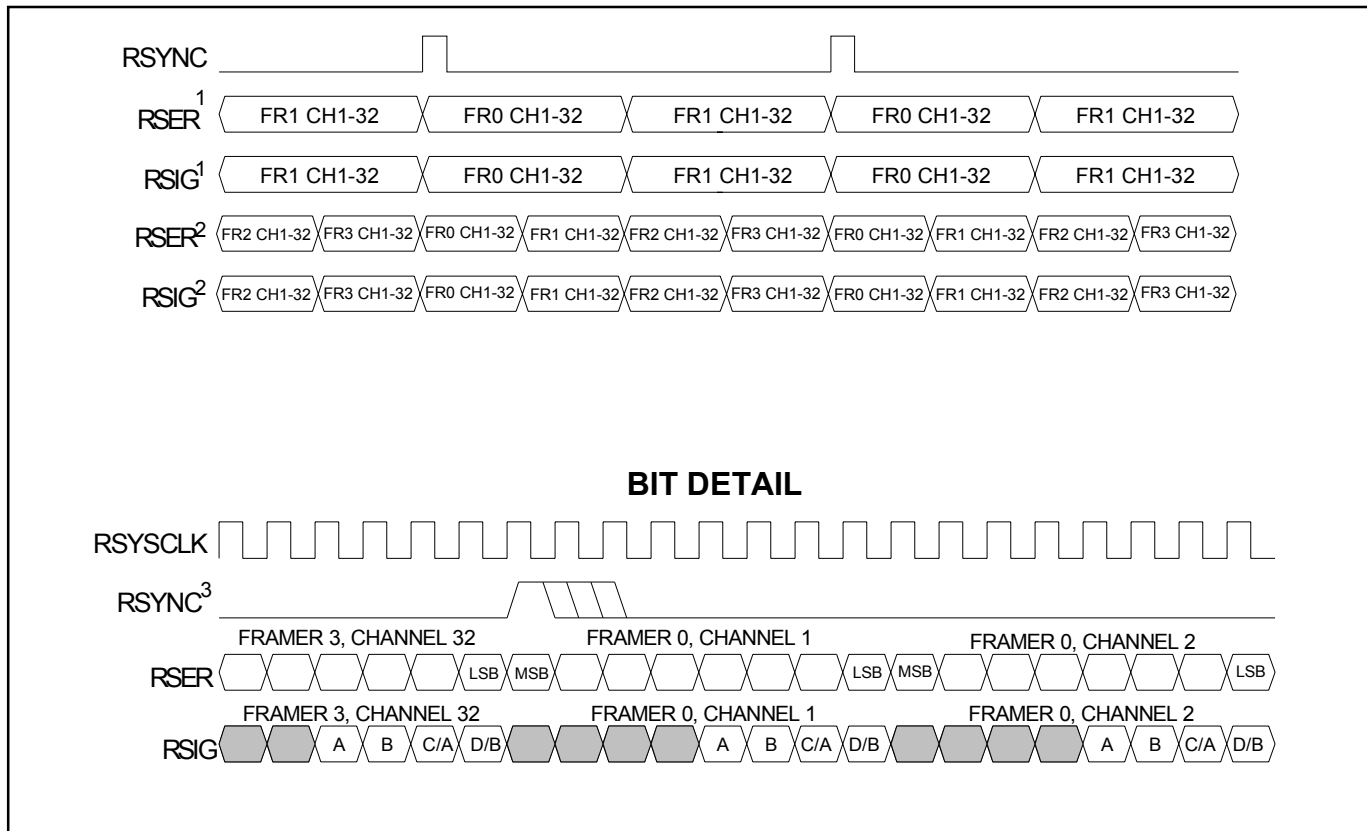 RSYNC
RSER1 FR1 CH1-32 FR0 CH1-32 FR1 CH1-32 FR0 CH1-32 FR1 CH1-32
RSIG1 FR1 CH1-32 FR0 CH1-32 FR1 CH1-32 FR0 CH1-32 FR1 CH1-32
RSER2 FR2 CH1-32 FR3 CH1-32 FR0 CH1-32 FR1 CH1-32 FR2 CH1-32 FR3 CH1-32 FR0 CH1-32 FR1 CH1-32 FR2 CH1-32 FR3 CH1-32
RSIG2 FR2 CH1-32 FR3 CH1-32 FR0 CH1-32 FR1 CH1-32 FR2 CH1-32 FR3 CH1-32 FR0 CH1-32 FR1 CH1-32 FR2 CH1-32 FR3 CH1-32
BIT DETAIL
RSYSCLK
RSYNC3
FRAMER 3, CHANNEL 32 FRAMER 0, CHANNEL 1 FRAMER 0, CHANNEL 2
RSER LSB MSB LSB MSB LSB
FRAMER 3, CHANNEL 32 FRAMER 0, CHANNEL 1 FRAMER 0, CHANNEL 2
RSIG A B C/A D/B A B C/A D/B A B C/A D/B